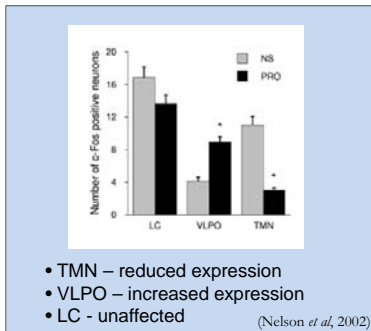 20
16
12
8
4
0
Number of c-Fos positive neurons
NS
PRO
*
*
LC
VLPO
TMN
• TMN – reduced expression
• VLPO – increased expression
• LC - unaffected
(Nelson et al, 2002)